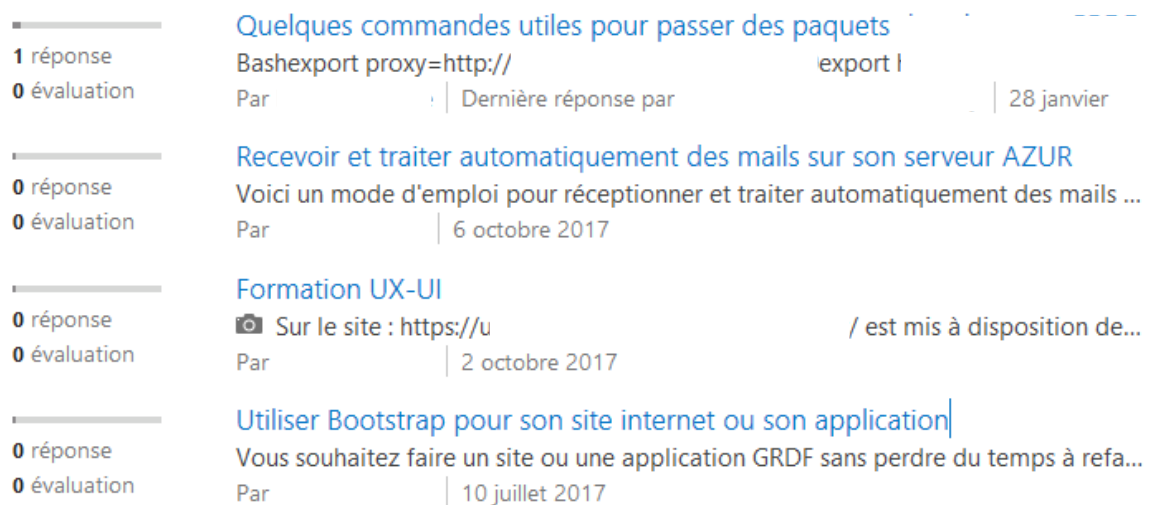 Quelques commandes utiles pour passer des paquets
1 réponse
Bashexport proxy=http:// export
0 évaluation
Par Dernière réponse par 28 janvier
Recevoir et traiter automatiquement des mails sur son serveur AZUR
0 réponse
Voici un mode d'emploi pour réceptionner et traiter automatiquement des mails ...
0 évaluation
Par 6 octobre 2017
Formation UX-UI
0 réponse
Sur le site : https://u / est mis à disposition de...
0 évaluation
Par 2 octobre 2017
Utiliser Bootstrap pour son site internet ou son application
0 réponse
Vous souhaitez faire un site ou une application GRDF sans perdre du temps à refa...
0 évaluation
Par 10 juillet 2017